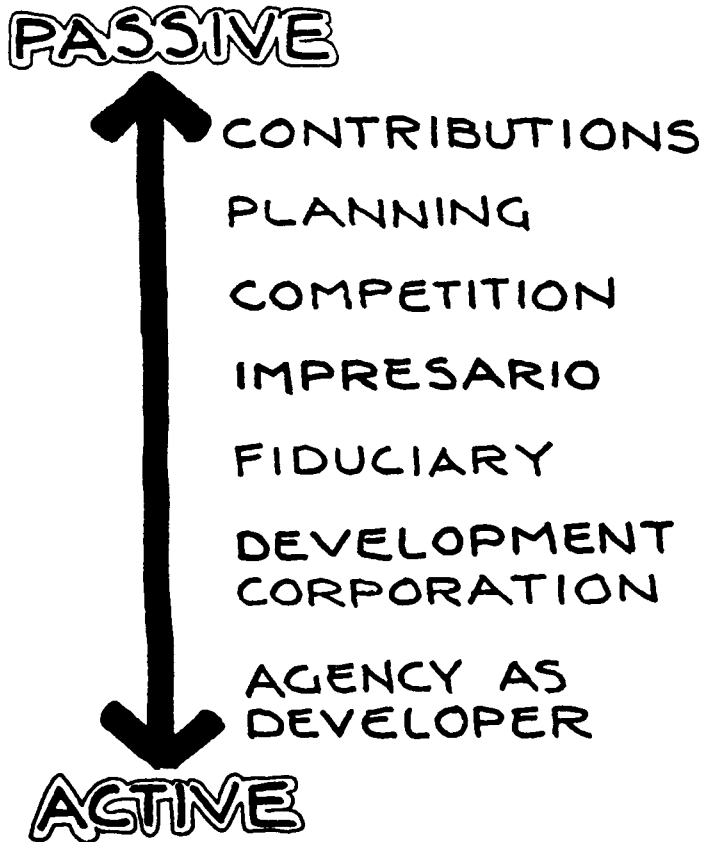 PASSIVE
CONTRIBUTIONS
PLANNING
COMPETITION
IMPRESARIO
FIDUCIARY
DEVELOPMENT
CORPORATION
AGENCY AS
DEVELOPER
ACTIVE